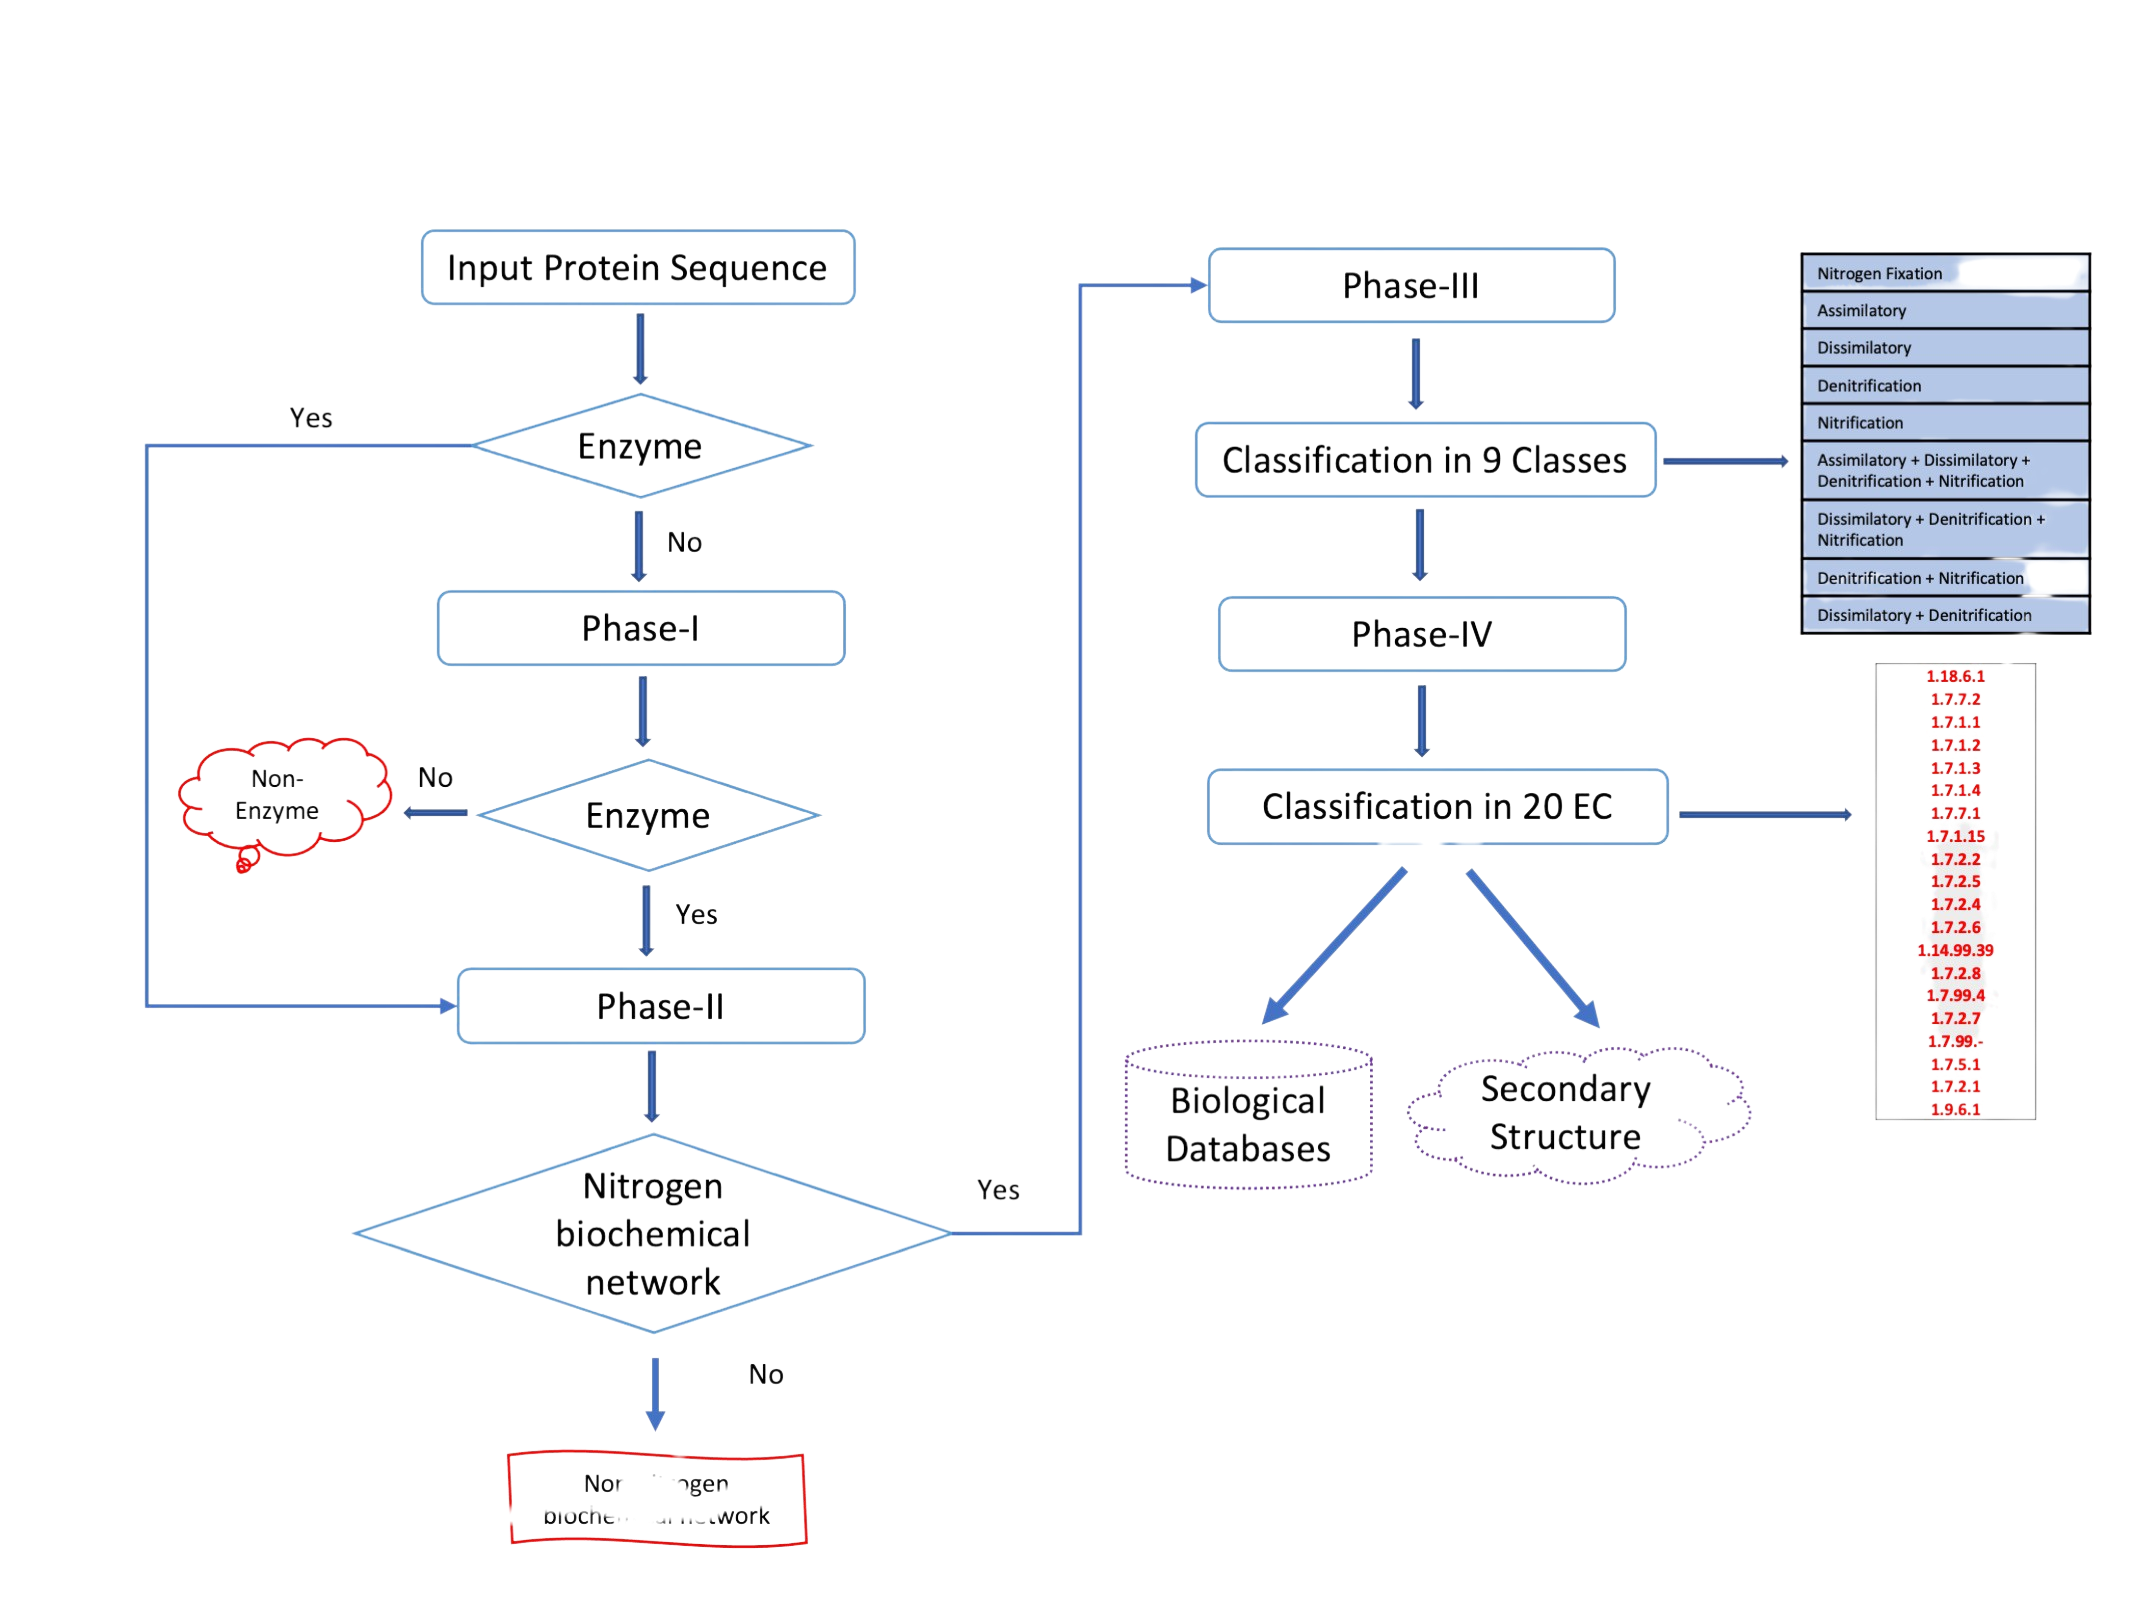 Input Protein Sequence
Yes
Enzyme
No
Phase-I
Non-
Enzyme
No
Enzyme
Yes
Phase-II
Nitrogen
biochemical
network
Yes
No
Phase-III
Classification in 9 Classes
Phase-IV
Classification in 20 EC
Biological
Databases
Secondary
Structure
Nitrogen Fixation
Assimilatory
Dissimilatory
Denitrification
Nitrification
Assimilatory + Dissimilatory +
Denitrification + Nitrification
Dissimilatory + Denitrification +
Nitrification
Denitrification + Nitrification
Dissimilatory + Denitrification
1.18.6.1
1.7.7.2
1.7.1.1
1.7.1.2
1.7.1.3
1.7.1.4
1.7.7.1
1.7.1.15
1.7.2.2
1.7.2.5
1.7.2.4
1.7.2.6
1.14.99.39
1.7.2.8
1.7.99.4
1.7.2.7
1.7.99.-
1.7.5.1
1.7.2.1
1.9.6.1